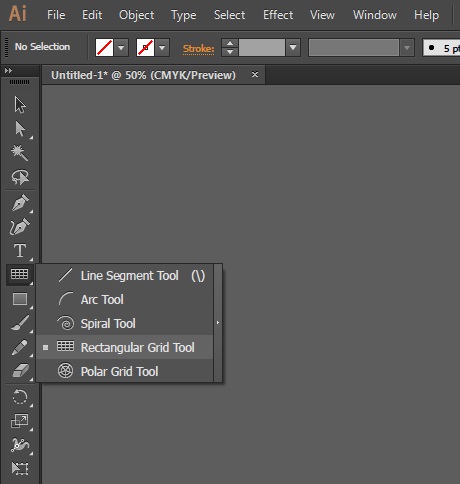 Ai File Edit Object Type Select Effect View Window Help
No Selection Stroke: 5 pt
Untitled-1* @ 50% (CMYK/Preview) ×
T
Line Segment Tool (\)
Arc Tool
Spiral Tool
Rectangular Grid Tool
Polar Grid Tool